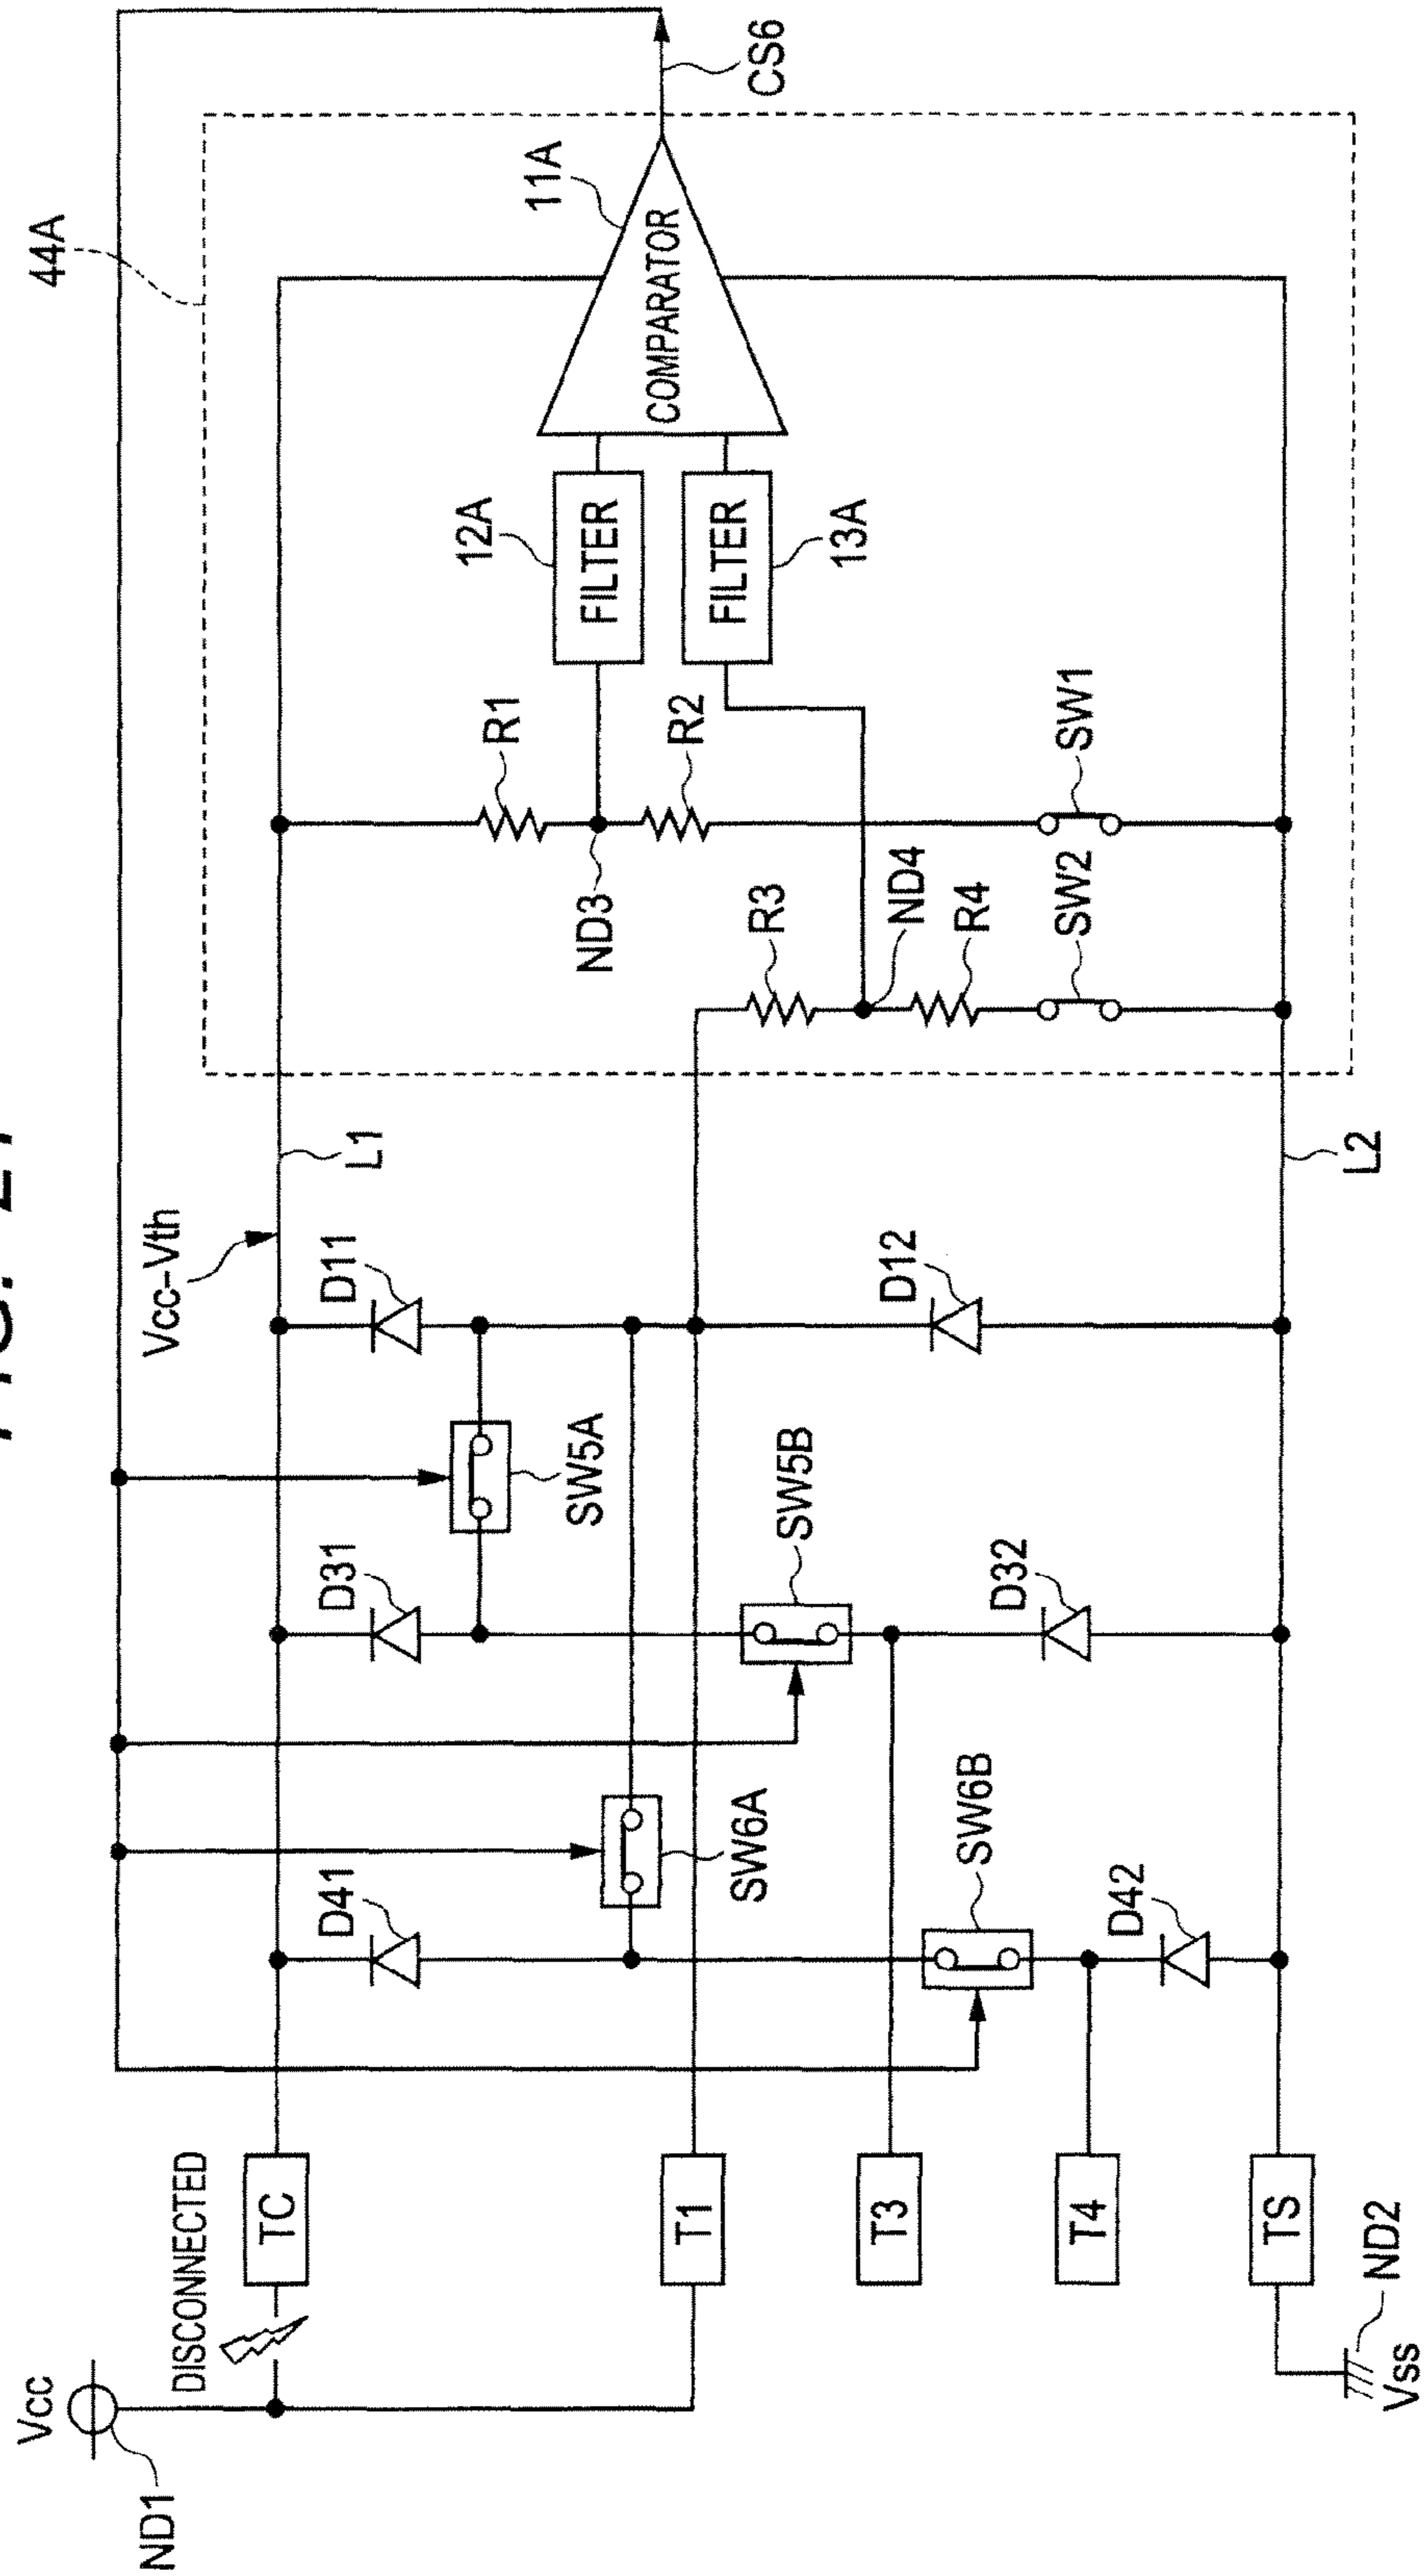 Vcc
ND1
DISCONNECTED
TC
T1
T3
T4
TS
ND2
Vss
D41
SW6A
SW6B
D42
D31
SW5A
SW5B
D32
Vcc–Vth
D11
D12
L1
L2
44A
R3
ND4
R4
SW2
R1
ND3
R2
SW1
12A
FILTER
FILTER
13A
11A
COMPARATOR
CS6